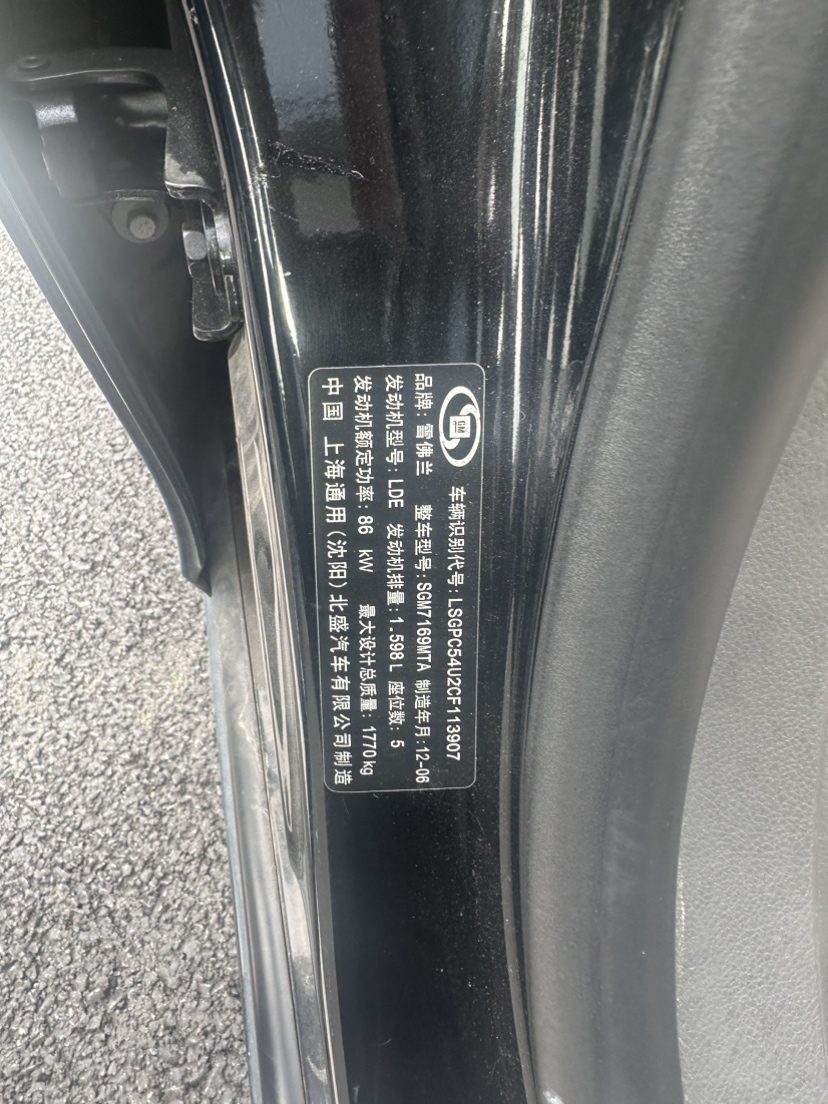 GM
车辆识别代号: LSGPC54U2CF113907
品牌: 雪佛兰 整车型号: SGM7169MTA 制造年月: 12-06
发动机型号: LDE 发动机排量: 1.598L 座位数: 5
发动机额定功率: 86 kW 最大设计总质量: 1770kg
中国 上海通用(沈阳)北盛汽车有限公司制造